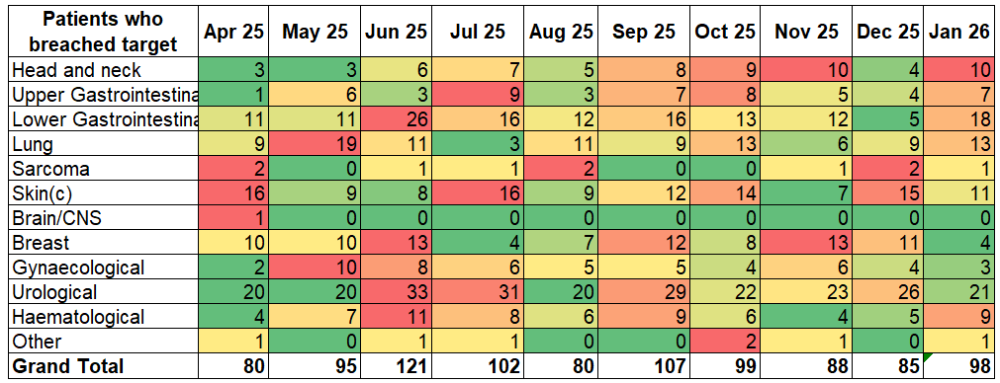 Patients who breached target Apr 25 May 25 Jun 25 Jul 25 Aug 25 Sep 25 Oct 25 Nov 25 Dec 25 Jan 26
Head and neck 3 3 6 7 5 8 9 10 4 10
Upper Gastrointestina 1 6 3 9 3 7 8 5 4 7
Lower Gastrointestina 11 11 26 16 12 16 13 12 5 18
Lung 9 19 11 3 11 9 13 6 9 13
Sarcoma 2 0 1 1 2 0 0 1 2 1
Skin(c) 16 9 8 16 9 12 14 7 15 11
Brain/CNS 1 0 0 0 0 0 0 0 0 0
Breast 10 10 13 4 7 12 8 13 11 4
Gynaecological 2 10 8 6 5 5 4 6 4 3
Urological 20 20 33 31 20 29 22 23 26 21
Haematological 4 7 11 8 6 9 6 4 5 9
Other 1 0 1 1 0 0 2 1 0 1
Grand Total 80 95 121 102 80 107 99 88 85 98